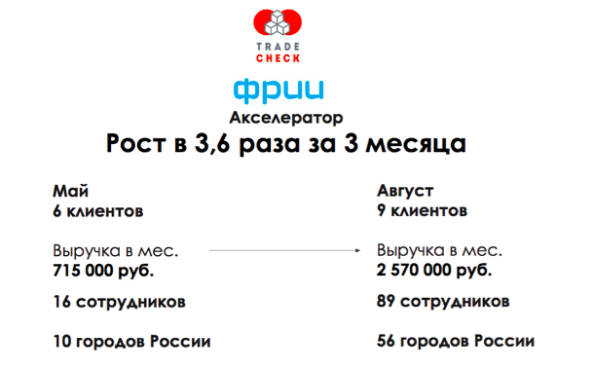 TRADE
CHECK
фрии
Акселератор
Рост в 3,6 раза за 3 месяца
Май
6 клиентов
Выручка в мес.
715 000 руб.
16 сотрудников
10 городов России
Август
9 клиентов
Выручка в мес.
2 570 000 руб.
89 сотрудников
56 городов России